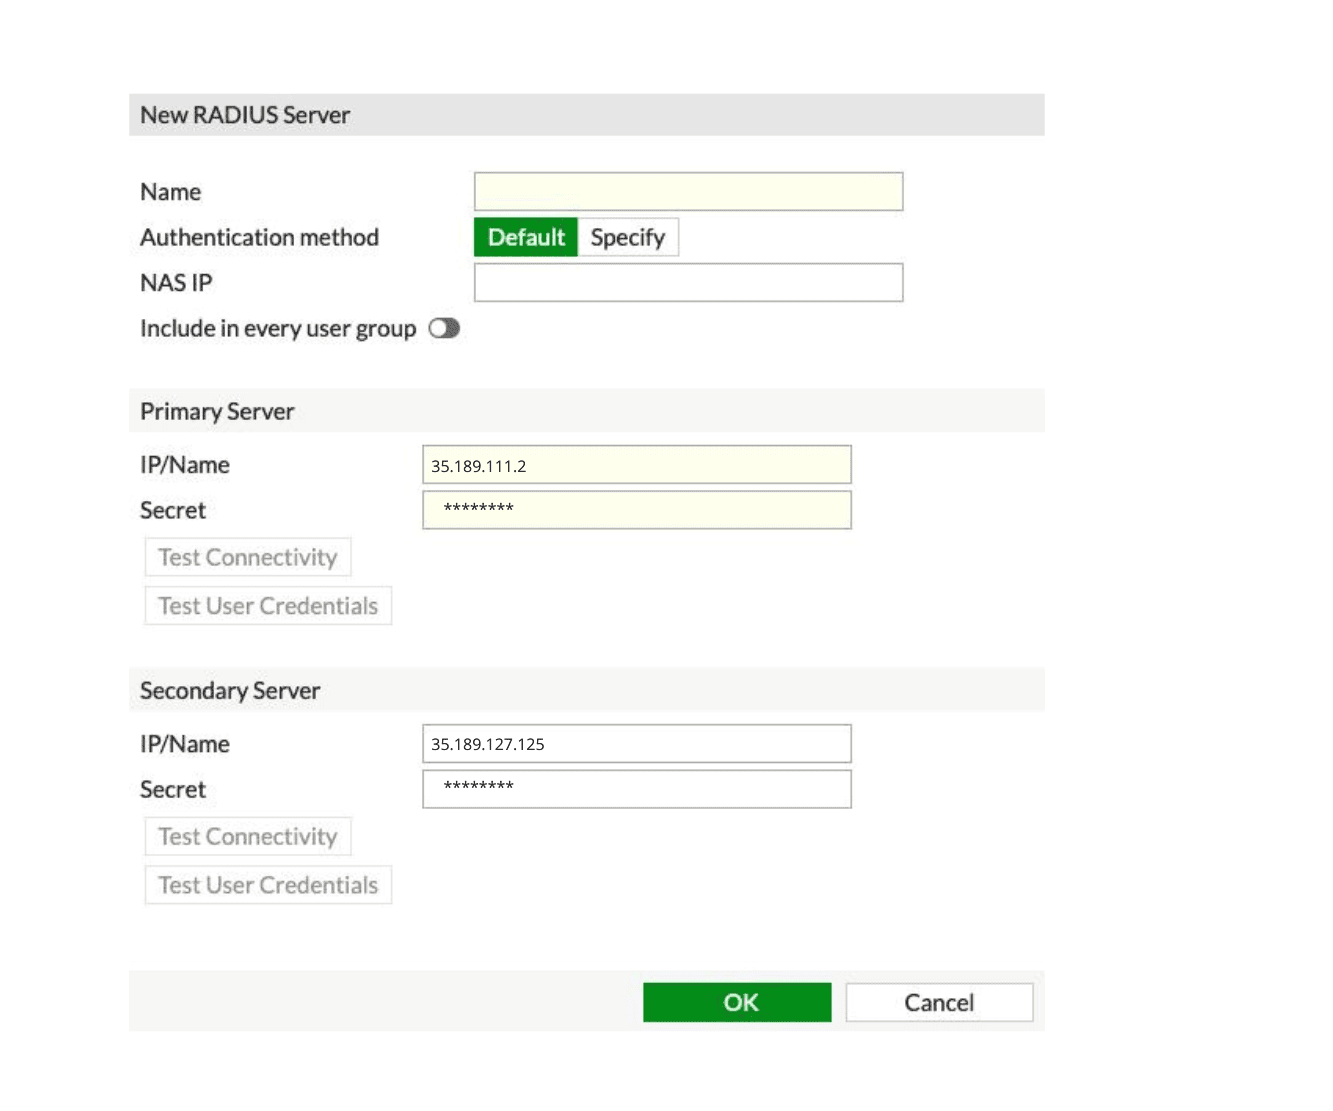 New RADIUS Server
Name
Authentication method Default Specify
NAS IP
Include in every user group
Primary Server
IP/Name 35.189.111.2
Secret ********
Test Connectivity
Test User Credentials
Secondary Server
IP/Name 35.189.127.125
Secret ********
Test Connectivity
Test User Credentials
OK Cancel